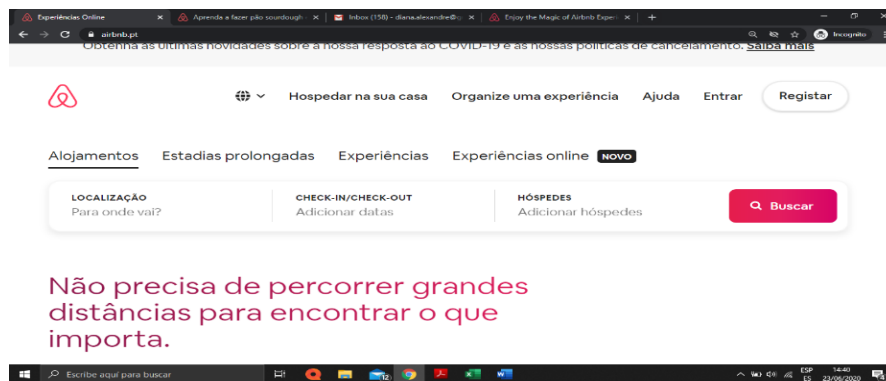 Experiências Online
Aprenda a fazer pão sourdough
Inbox (158) - diana.alexandre@
Enjoy the Magic of Airbnb Exper
airbnb.pt
Incognito
Obtenha as últimas novidades sobre a nossa resposta ao COVID-19 e as nossas políticas de cancelamento. Saiba mais
Hospedar na sua casa Organize uma experiência Ajuda Entrar Registar
Alojamentos Estadias prolongadas Experiências Experiências online NOVO
LOCALIZAÇÃO CHECK-IN/CHECK-OUT HÓSPEDES
Para onde vai? Adicionar datas Adicionar hóspedes Buscar
Não precisa de percorrer grandes
distâncias para encontrar o que
importa.
Escribe aquí para buscar
12
ESP 14:40
ES 23/06/2020